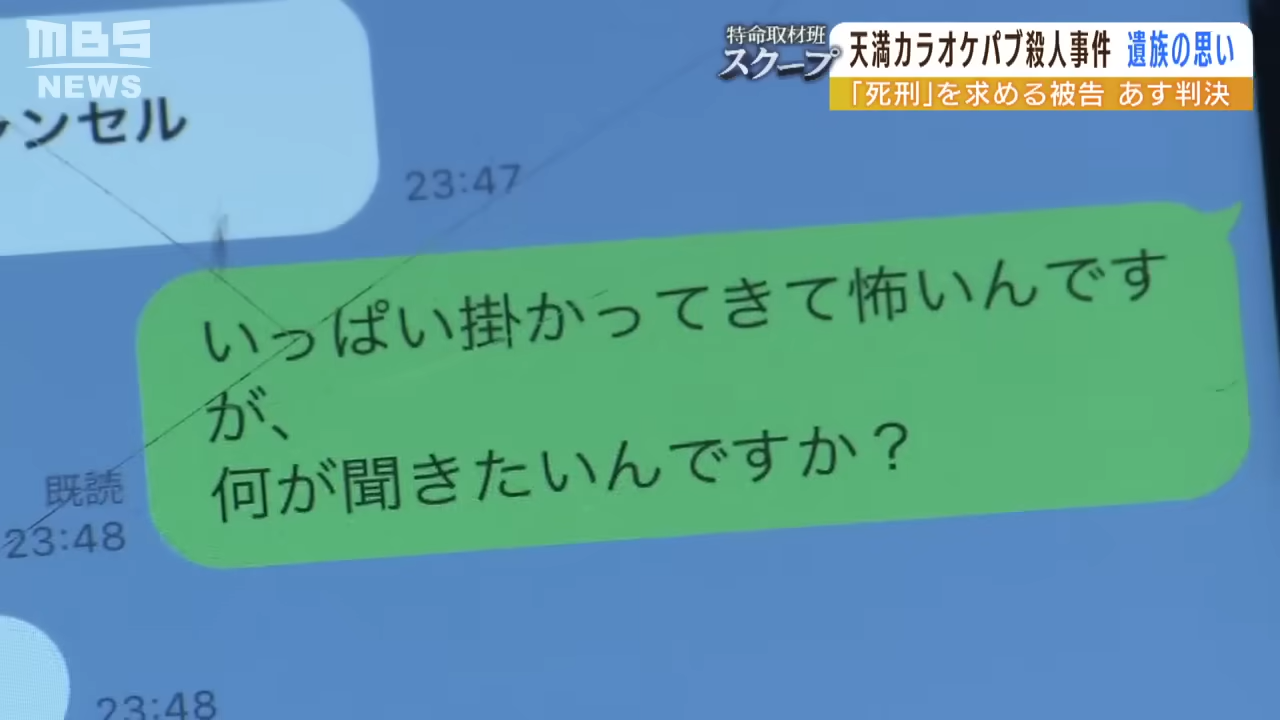 MBS
NEWS
特命取材班
スクープ
天満カラオケパブ殺人事件 遺族の思い
「死刑」を求める被告 あす判決
ンセル
23:47
いっぱい掛かってきて怖いんです
が、
何が聞きたいんですか？
既読
23:48
23:48